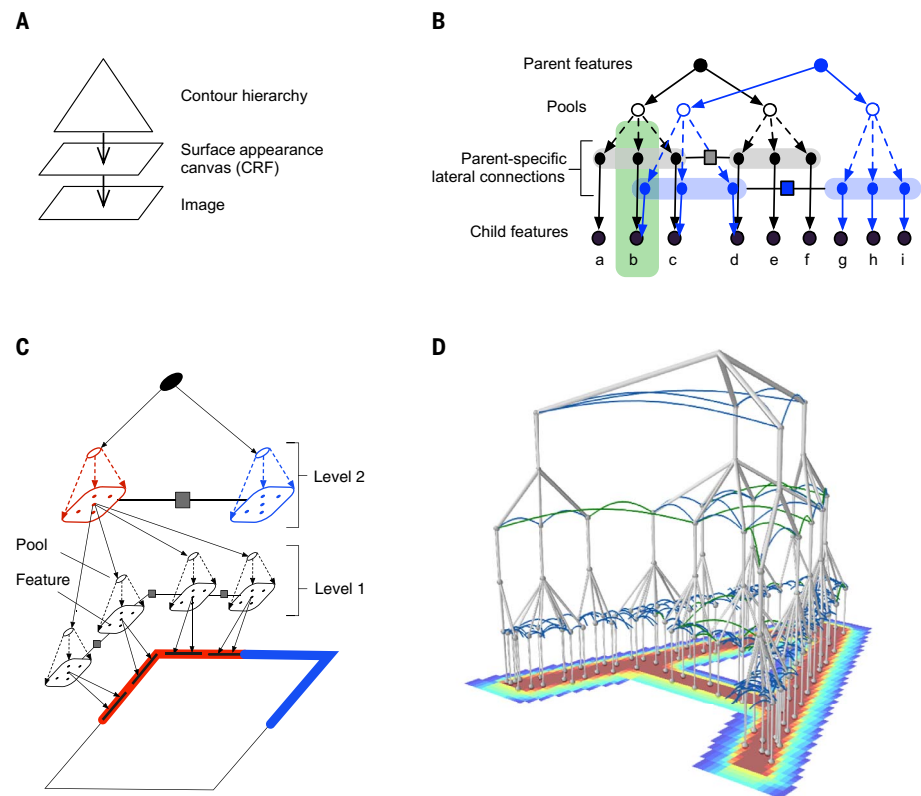 A
Contour hierarchy
Surface appearance
canvas (CRF)
Image
B
Parent features
Pools
Parent-specific
lateral connections
Child features
a b c d e f g h i
C
Level 2
Pool
Feature
Level 1
D